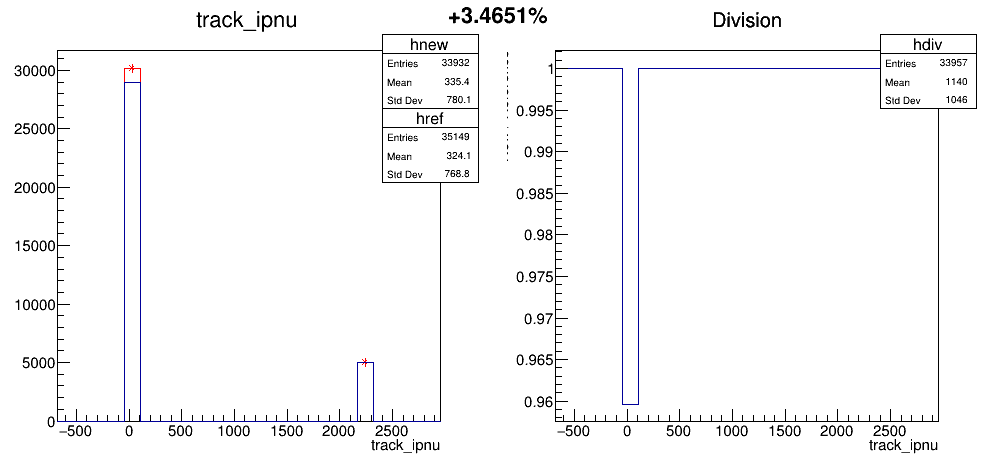 track_ipnu
+3.4651%
Division
hnew
Entries 33932
Mean 335.4
Std Dev 780.1
href
Entries 35149
Mean 324.1
Std Dev 768.8
30000
25000
20000
15000
10000
5000
0
−500 0 500 1000 1500 2000 2500
track_ipnu
hdiv
Entries 33957
Mean 1140
Std Dev 1046
1
0.995
0.99
0.985
0.98
0.975
0.97
0.965
0.96
−500 0 500 1000 1500 2000 2500
track_ipnu